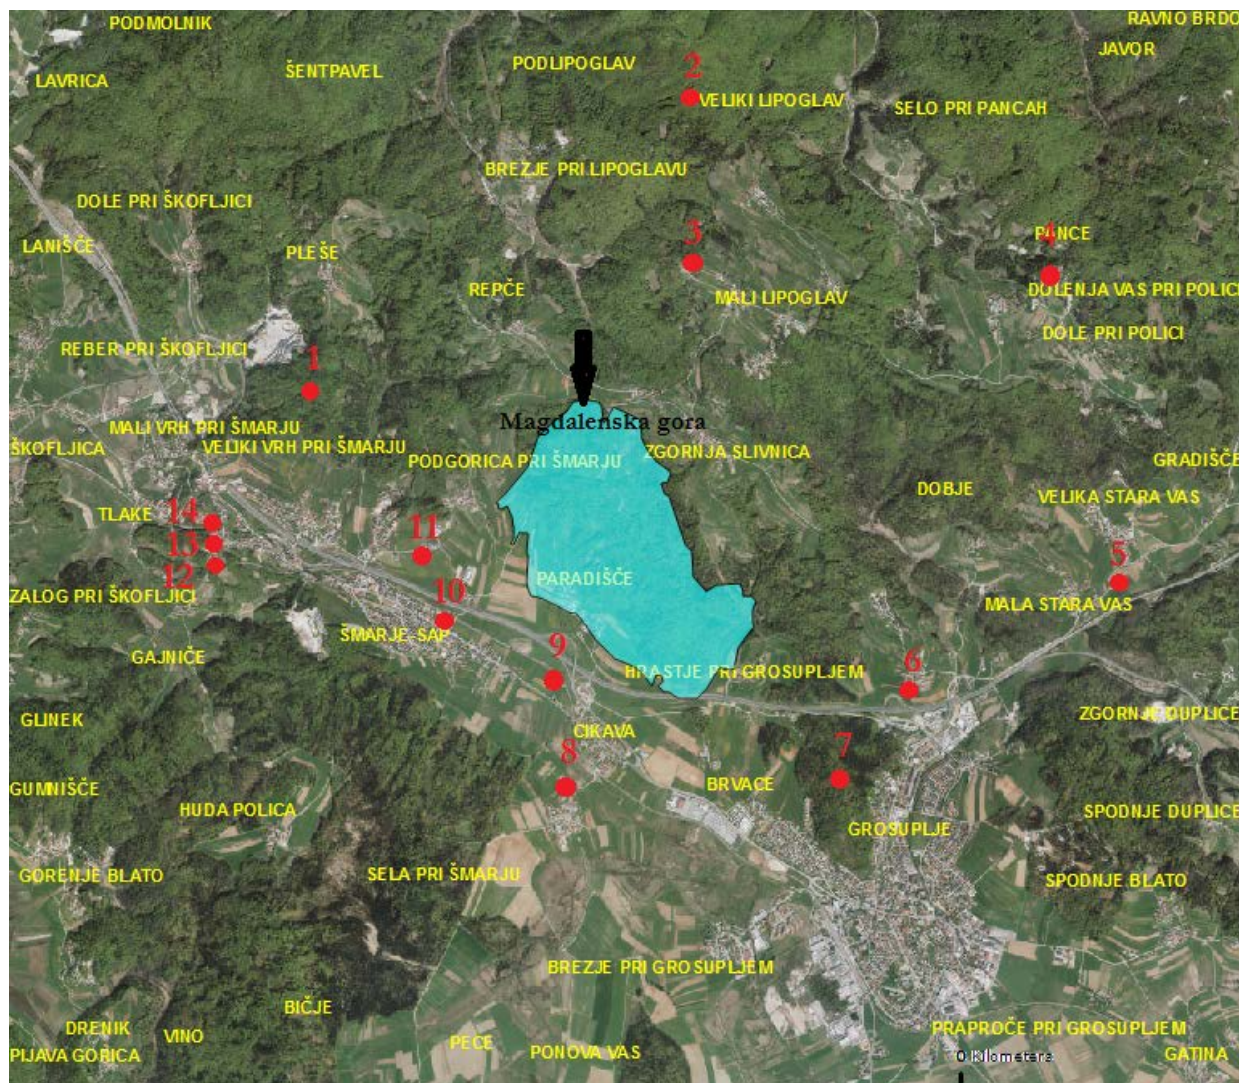 PODMOLNIK
RAVNO BRDO
JAVOR
LAVRICA
ŠENTPAVEL
PODLIPOGLAV
2
VELIKI LIPOGLAV
SELO PRI PANCAH
BREZJE PRI LIPOGLAVU
DOLE PRI ŠKOFLJICI
LANIŠČE
PLEŠE
3
PANCE
4
REPČE
MALI LIPOGLAV
DOLENJA VAS PRI POLICI
DOLE PRI POLICI
REBER PRI ŠKOFLJICI
1
Magdalenska gora
MALI VRH PRI ŠMARJU
ŠKOFLJICA
VELIKI VRH PRI ŠMARJU
PODGORICA PRI ŠMARJU
ZGORNJA SLIVNICA
GRADIŠČE
DOBJE
VELIKA STARA VAS
TLAKE
14
13
12
11
5
PARADIŠČE
ZALOG PRI ŠKOFLJICI
10
MALA STARA VAS
ŠMARJE-SAP
GAJNIČE
9
HRASTJE PRI GROSUPLJEM
6
GLINEK
ZGORNJE DUPLICE
CIKAVA
8
7
GUMNIŠČE
BRVACE
HUDA POLICA
SPODNJE DUPLICE
GROSUPLJE
GORENJE BLATO
SELA PRI ŠMARJU
SPODNJE BLATO
BREZJE PRI GROSUPLJEM
BIČJE
DRENIK
VINO
PRAPROČE PRI GROSUPLJEM
PIJAVA GORICA
PECE
PONOVA VAS
0 Kilometers
GATINA